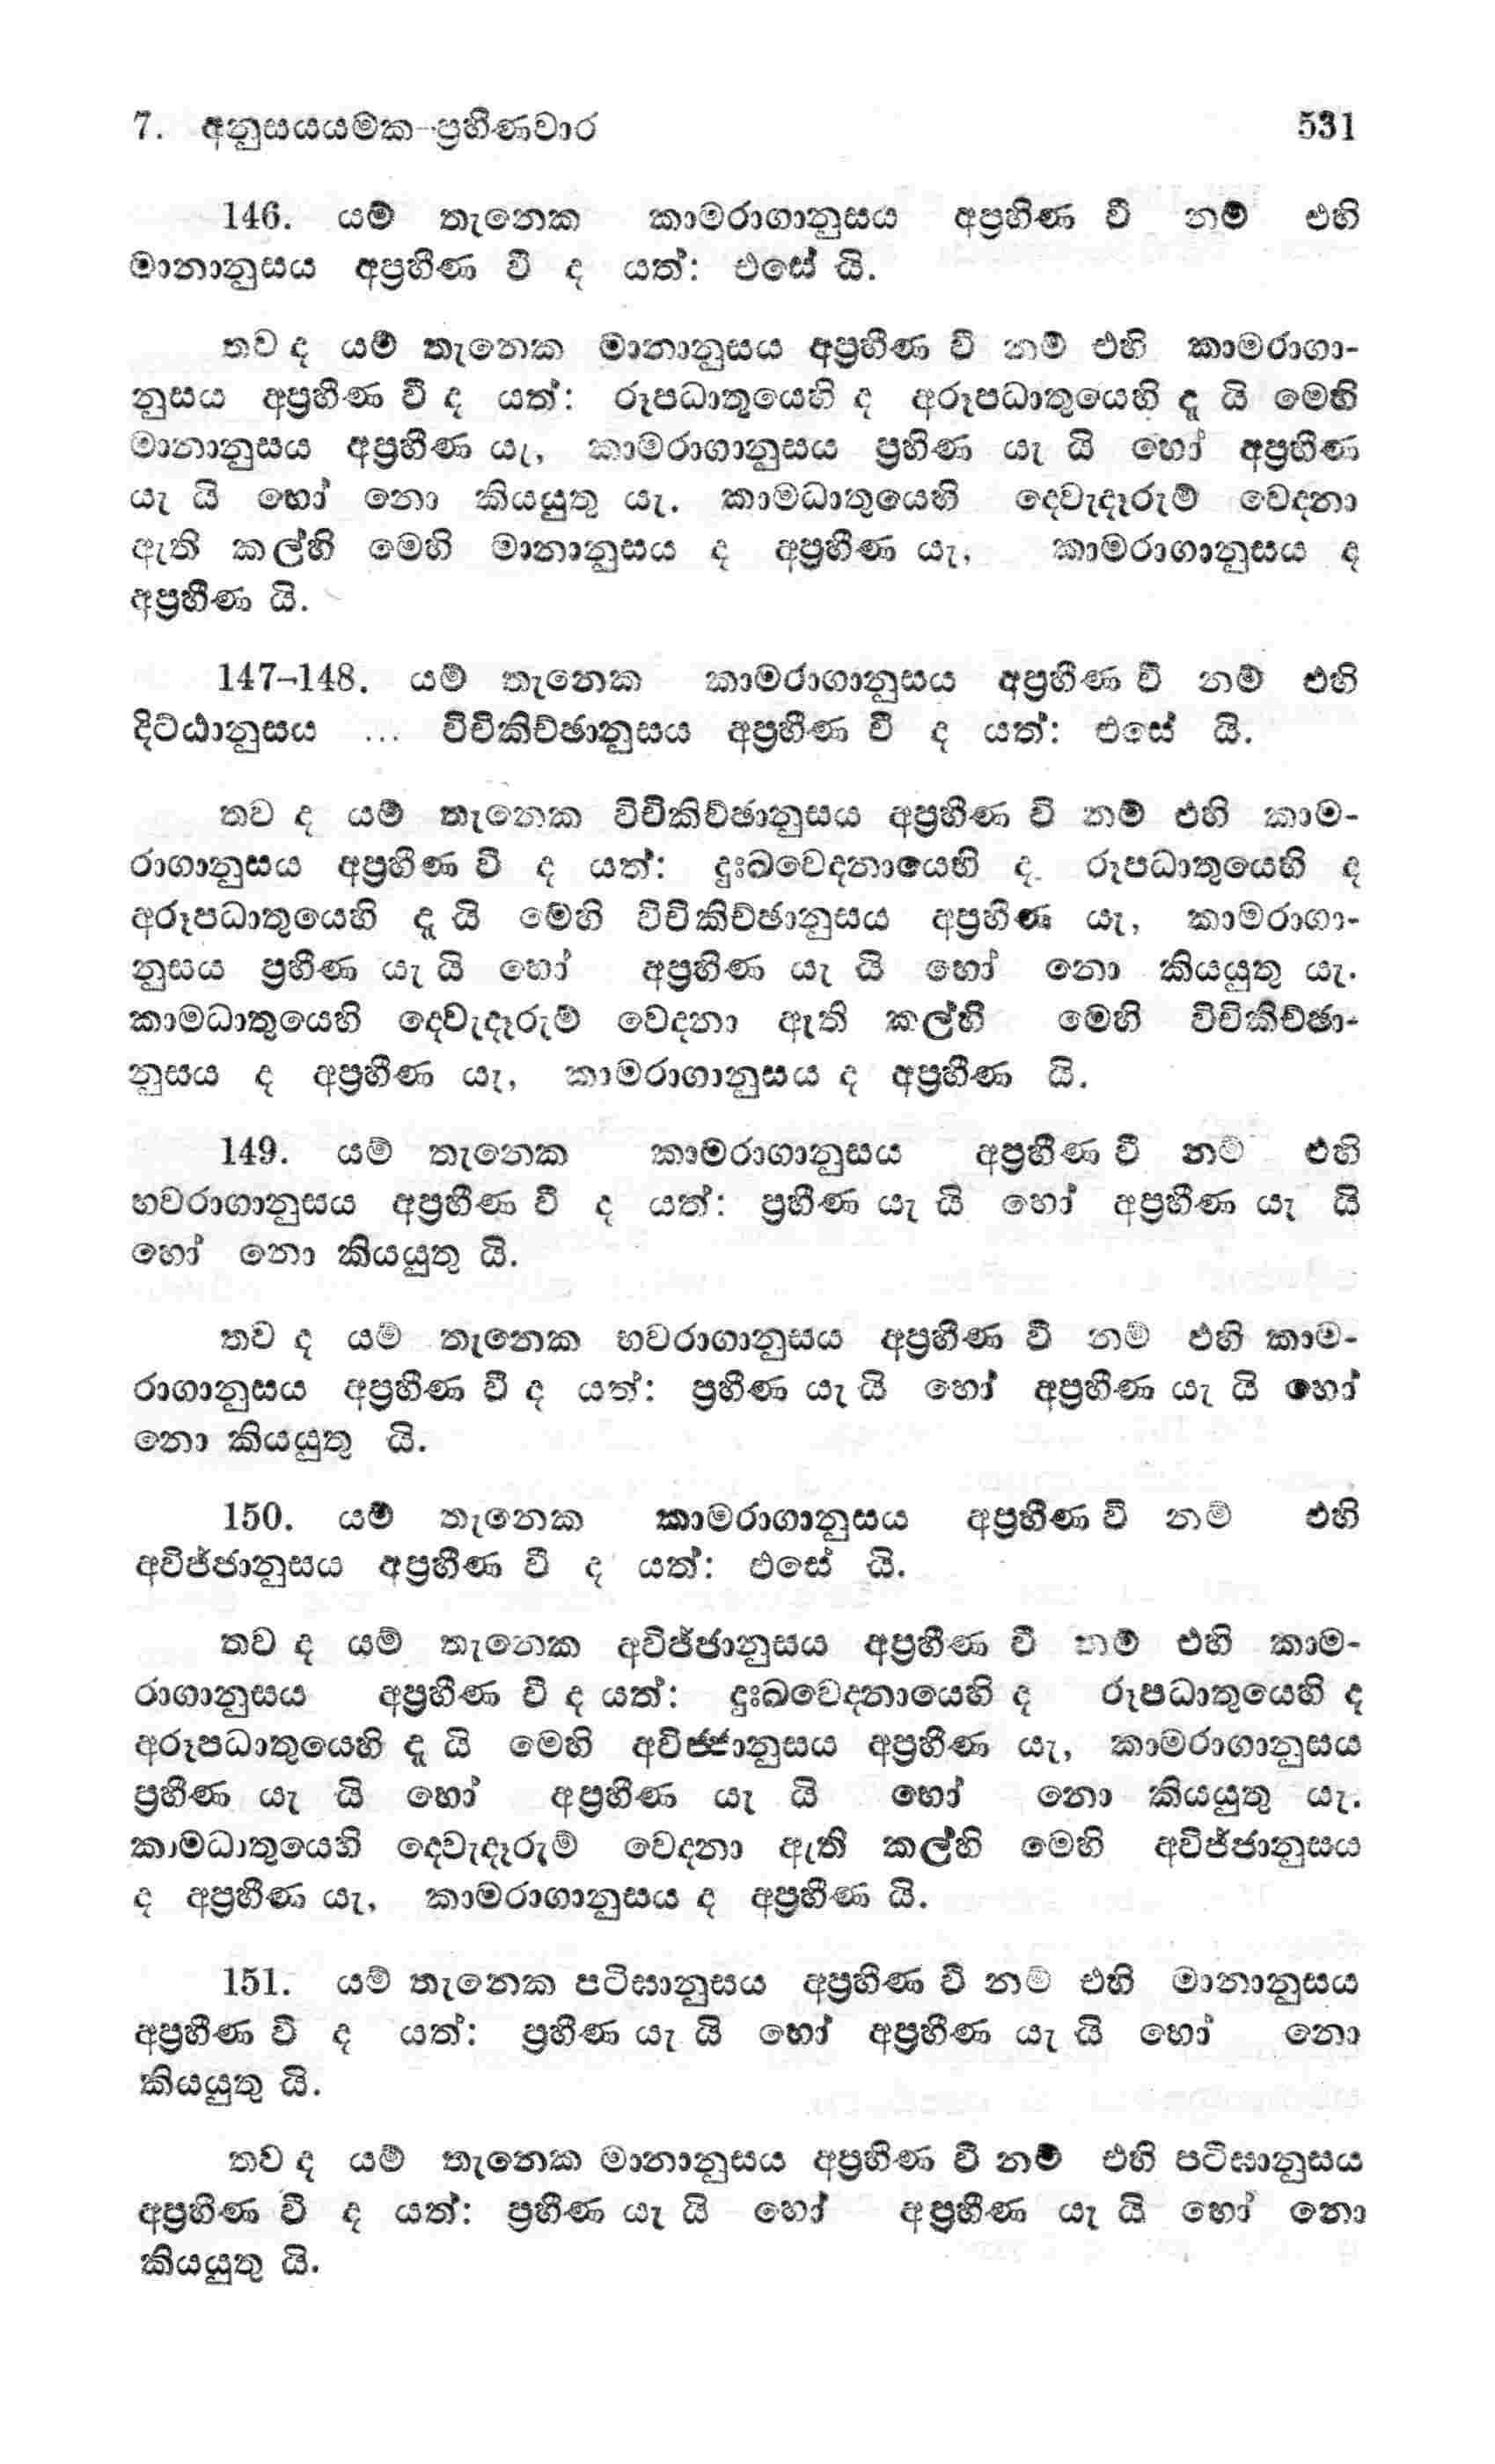 7. අනුසයයමක-ප්‍රහීණවාර 531
146. යම් තැනෙක කාමරාගානුසය අප්‍රහීණ වී නම් එහි
මානානුසය අප්‍රහීණ වී ද යත්: එසේ යි.
තව ද යම් තැනෙක මානානුසය අප්‍රහීණ වී නම් එහි කාමරාගා-
නුසය අප්‍රහීණ වී ද යත්: රූපධාතුයෙහි ද අරූපධාතුයෙහි දු යි මෙහි
මානානුසය අප්‍රහීණ යැ, කාමරාගානුසය ප්‍රහීණ යැ යි හෝ අප්‍රහීණ
යැ යි හෝ නො කියයුතු යැ. කාමධාතුයෙහි දෙවැදෑරුම් වෙදනා
ඇති කල්හි මෙහි මානානුසය ද අප්‍රහීණ යැ, කාමරාගානුසය ද
අප්‍රහීණ යි.
147-148. යම් තැනෙක කාමරාගානුසය අප්‍රහීණ වී නම් එහි
දිට්ඨානුසය ... විචිකිච්ඡානුසය අප්‍රහීණ වී ද යත්: එසේ යි.
තව ද යම් තැනෙක විචිකිච්ඡානුසය අප්‍රහීණ වී නම් එහි කාම-
රාගානුසය අප්‍රහීණ වී ද යත්: දුඃඛවෙදනායෙහි ද රූපධාතුයෙහි ද
අරූපධාතුයෙහි දු යි මෙහි විචිකිච්ඡානුසය අප්‍රහීණ යැ, කාමරාගා-
නුසය ප්‍රහීණ යැ යි හෝ අප්‍රහීණ යැ යි හෝ නො කියයුතු යැ.
කාමධාතුයෙහි දෙවැදෑරුම් වෙදනා ඇති කල්හි මෙහි විචිකිච්ඡා-
නුසය ද අප්‍රහීණ යැ, කාමරාගානුසය ද අප්‍රහීණ යි.
149. යම් තැනෙක කාමරාගානුසය අප්‍රහීණ වී නම් එහි
භවරාගානුසය අප්‍රහීණ වී ද යත්: ප්‍රහීණ යැ යි හෝ අප්‍රහීණ යැ යි
හෝ නො කියයුතු යි.
තව ද යම් තැනෙක භවරාගානුසය අප්‍රහීණ වී නම් එහි කාම-
රාගානුසය අප්‍රහීණ වී ද යත්: ප්‍රහීණ යැ යි හෝ අප්‍රහීණ යැ යි හෝ
නො කියයුතු යි.
150. යම් තැනෙක කාමරාගානුසය අප්‍රහීණ වී නම් එහි
අවිජ්ජානුසය අප්‍රහීණ වී ද යත්: එසේ යි.
තව ද යම් තැනෙක අවිජ්ජානුසය අප්‍රහීණ වී නම් එහි කාම-
රාගානුසය අප්‍රහීණ වී ද යත්: දුඃඛවෙදනායෙහි ද රූපධාතුයෙහි ද
අරූපධාතුයෙහි දු යි මෙහි අවිජ්ජානුසය අප්‍රහීණ යැ, කාමරාගානුසය
ප්‍රහීණ යැ යි හෝ අප්‍රහීණ යැ යි හෝ නො කියයුතු යැ.
කාමධාතුයෙහි දෙවැදෑරුම් වෙදනා ඇති කල්හි මෙහි අවිජ්ජානුසය
ද අප්‍රහීණ යැ, කාමරාගානුසය ද අප්‍රහීණ යි.
151. යම් තැනෙක පටිඝානුසය අප්‍රහීණ වී නම් එහි මානානුසය
අප්‍රහීණ වී ද යත්: ප්‍රහීණ යැ යි හෝ අප්‍රහීණ යැ යි හෝ නො
කියයුතු යි.
තව ද යම් තැනෙක මානානුසය අප්‍රහීණ වී නම් එහි පටිඝානුසය
අප්‍රහීණ වී ද යත්: ප්‍රහීණ යැ යි හෝ අප්‍රහීණ යැ යි හෝ නො
කියයුතු යි.